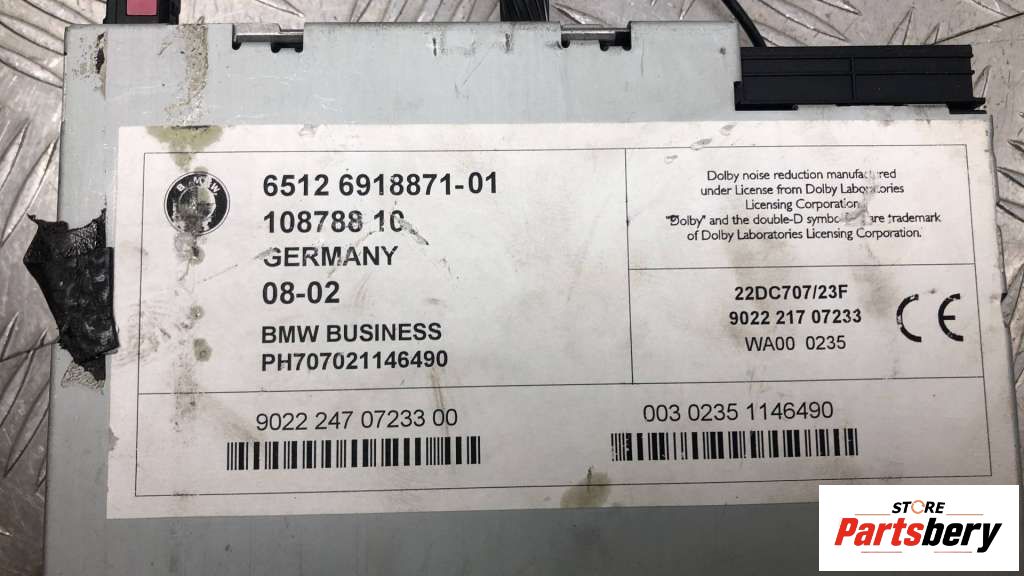 BMW
6512 6918871-01
108788 10
GERMANY
08-02
BMW BUSINESS
PH707021146490
Dolby noise reduction manufactured
under License from Dolby Laboratories
Licensing Corporation.
"Dolby" and the double-D symbol are trademark
of Dolby Laboratories Licensing Corporation.
22DC707/23F
9022 217 07233
WA00 0235
CE
9022 247 07233 00
003 0235 1146490
STORE
Partsbery